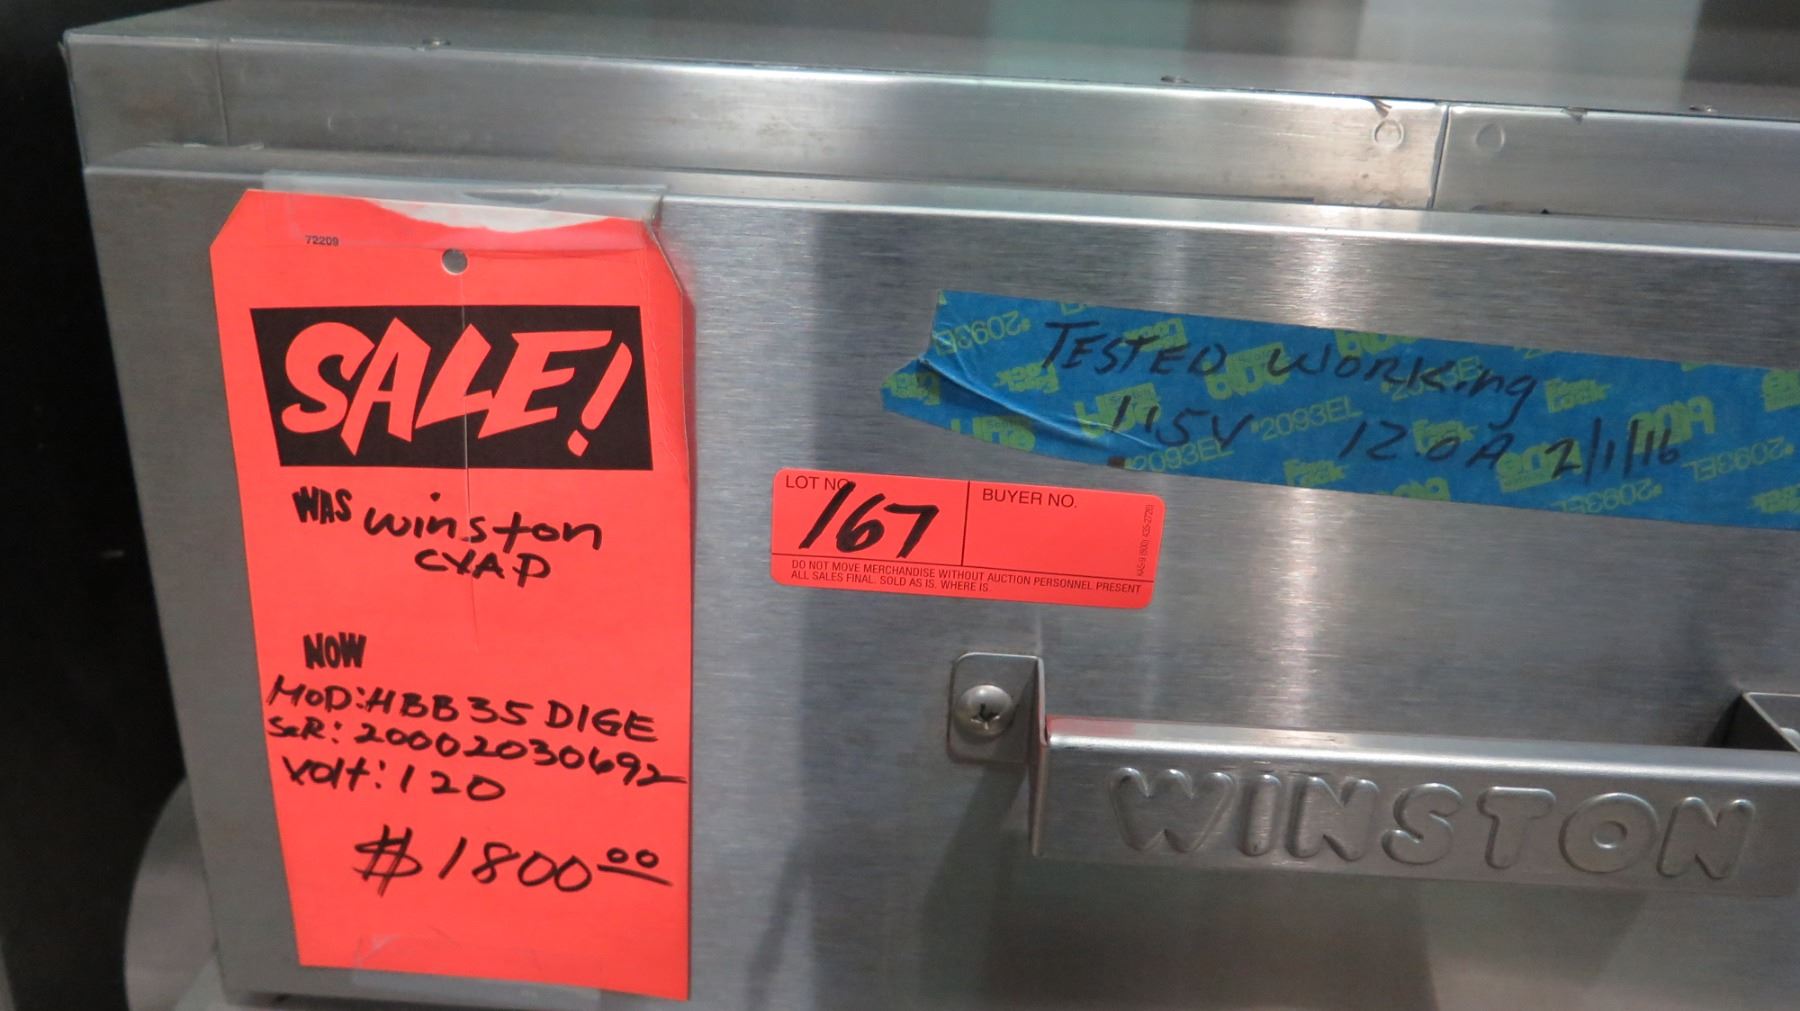 72209
SALE!
WAS winston
CVAP
NOW
MOD: HBB35 DIGE
SER: 20002030692
Volt: 120
$1800.00
TESTED WORKing
115V 12.0A 2/1/16
LOT NO. BUYER NO.
167
DO NOT MOVE MERCHANDISE WITHOUT AUCTION PERSONNEL PRESENT
ALL SALES FINAL. SOLD AS IS. WHERE IS.
WINSTON